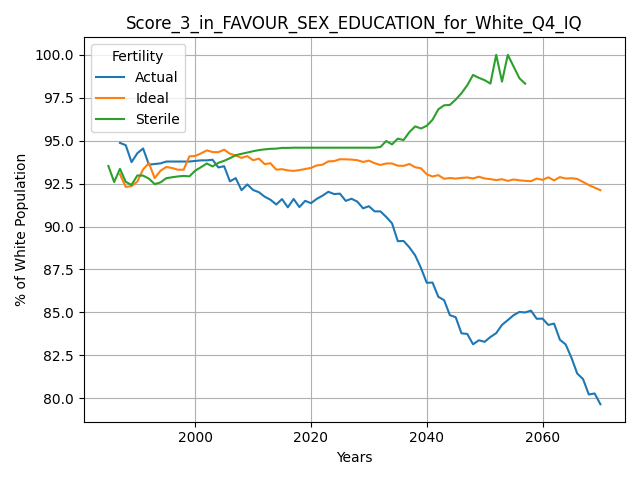 Score_3_in_FAVOUR_SEX_EDUCATION_for_White_Q4_IQ
Fertility
Actual
Ideal
Sterile
% of White Population
100.0
97.5
95.0
92.5
90.0
87.5
85.0
82.5
80.0
2000 2020 2040 2060
Years